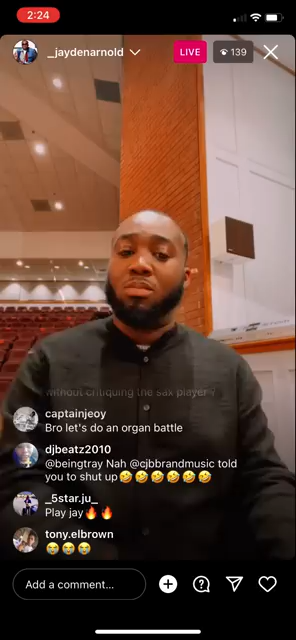 2:24
_jaydenarnold
LIVE
139
without critiquing the sax player
captainjeoy
Bro let's do an organ battle
djbeatz2010
@beingtray Nah @cjbbrandmusic told
you to shut up🤣🤣🤣🤣🤣🤣
_5star.ju_
Play jay🔥🔥
tony.elbrown
😭😭😭
Add a comment...